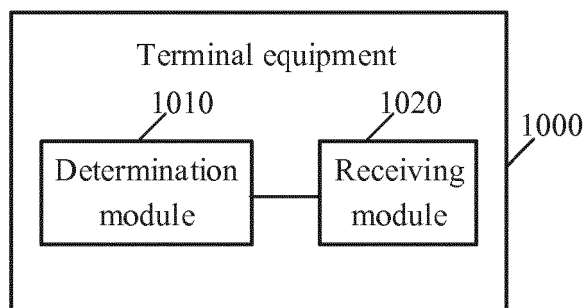 Terminal equipment
1010
1020
1000
Determination
module
Receiving
module